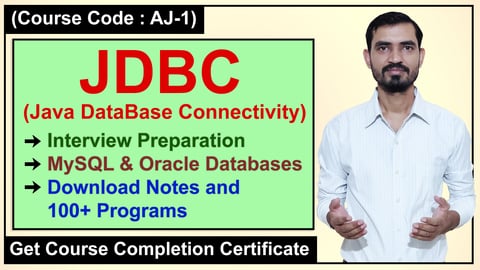 (Course Code : AJ-1)
JDBC
(Java DataBase Connectivity)
➔ Interview Preparation
➔ MySQL & Oracle Databases
➔ Download Notes and
100+ Programs
Get Course Completion Certificate